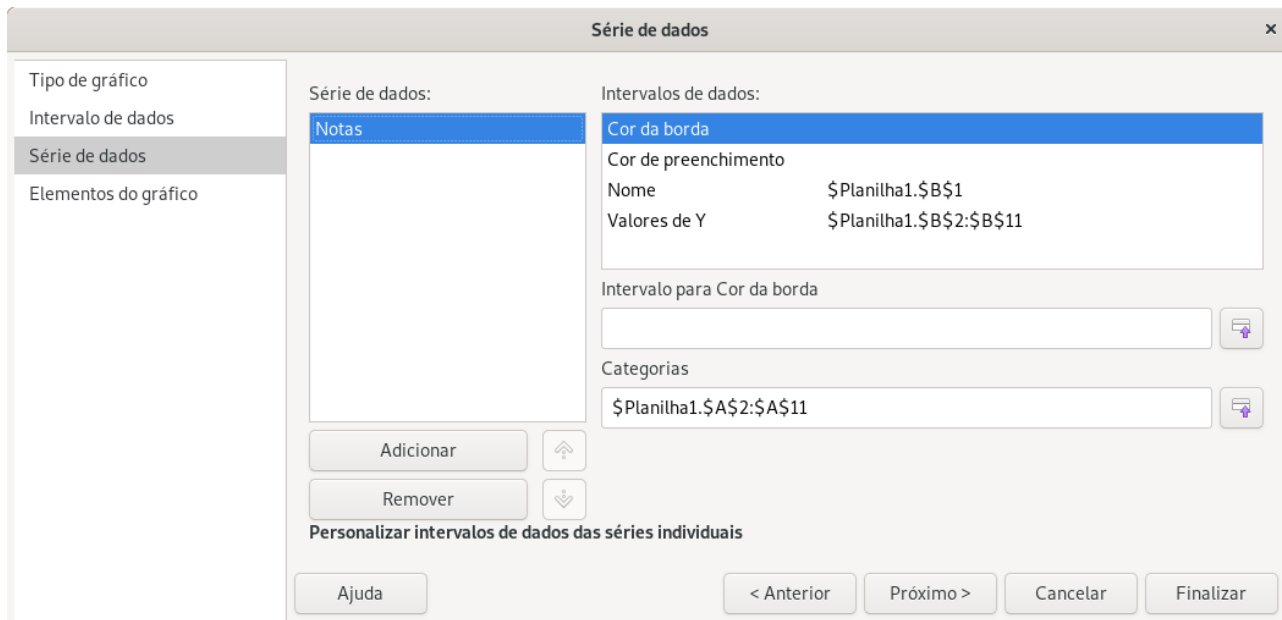 Série de dados
×
Tipo de gráfico
Intervalo de dados
Série de dados
Elementos do gráfico
Série de dados:
Notas
Adicionar
Remover
Intervalos de dados:
Cor da borda
Cor de preenchimento
Nome $Planilha1.$B$1
Valores de Y $Planilha1.$B$2:$B$11
Intervalo para Cor da borda
Categorias
$Planilha1.$A$2:$A$11
Personalizar intervalos de dados das séries individuais
Ajuda < Anterior Próximo > Cancelar Finalizar